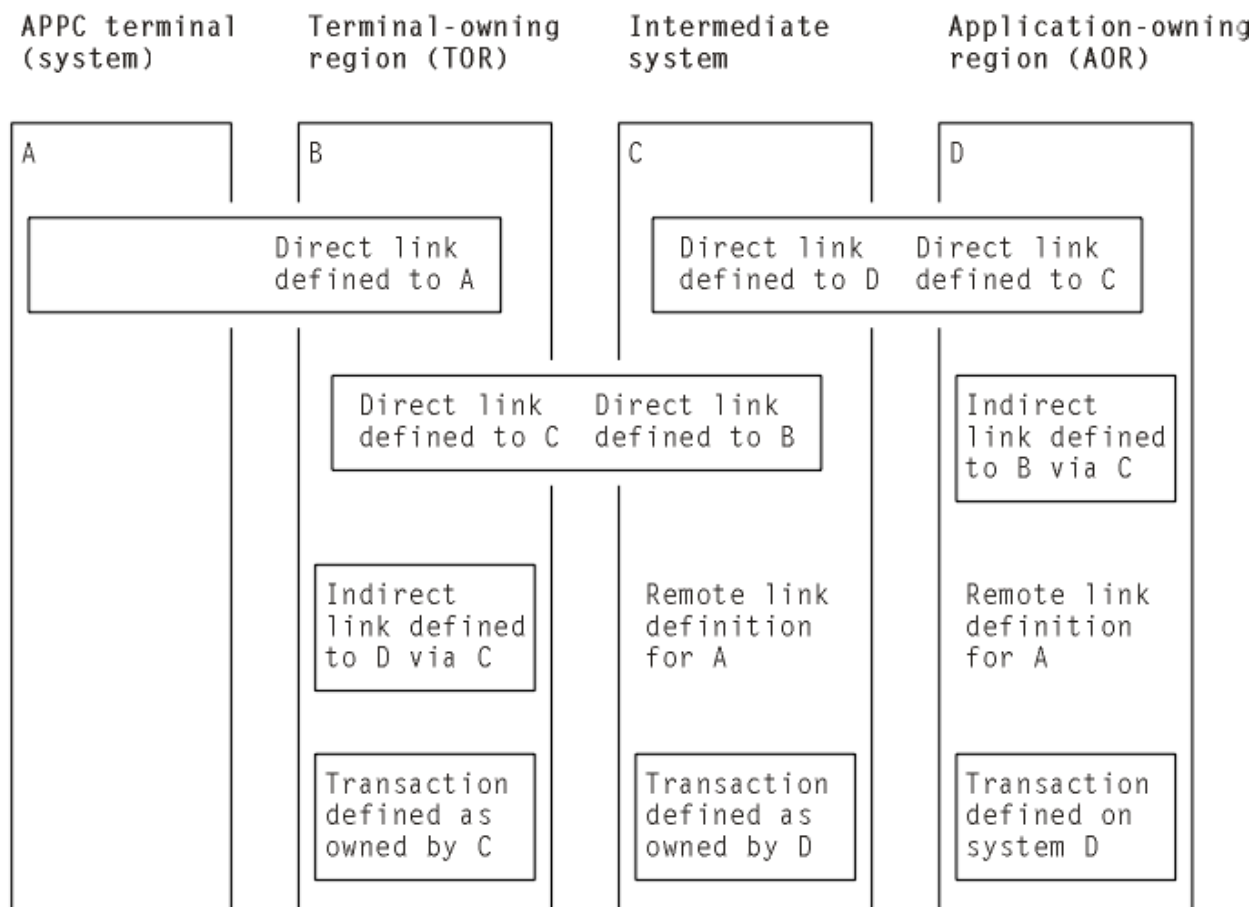 APPC terminal
(system)
Terminal-owning
region (TOR)
Intermediate
system
Application-owning
region (AOR)
A
B
C
D
Direct link
defined to A
Direct link
defined to D
Direct link
defined to C
Direct link
defined to C
Direct link
defined to B
Indirect
link defined
to B via C
Indirect
link defined
to D via C
Remote link
definition
for A
Remote link
definition
for A
Transaction
defined as
owned by C
Transaction
defined as
owned by D
Transaction
defined on
system D